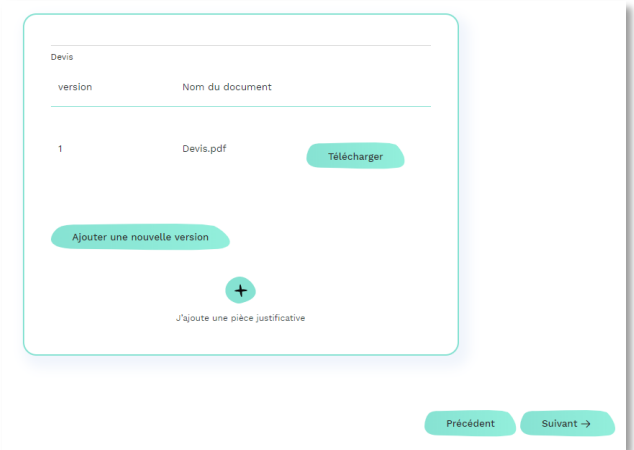 Devis
version Nom du document
1 Devis.pdf Télécharger
Ajouter une nouvelle version
J'ajoute une pièce justificative
Précédent Suivant →